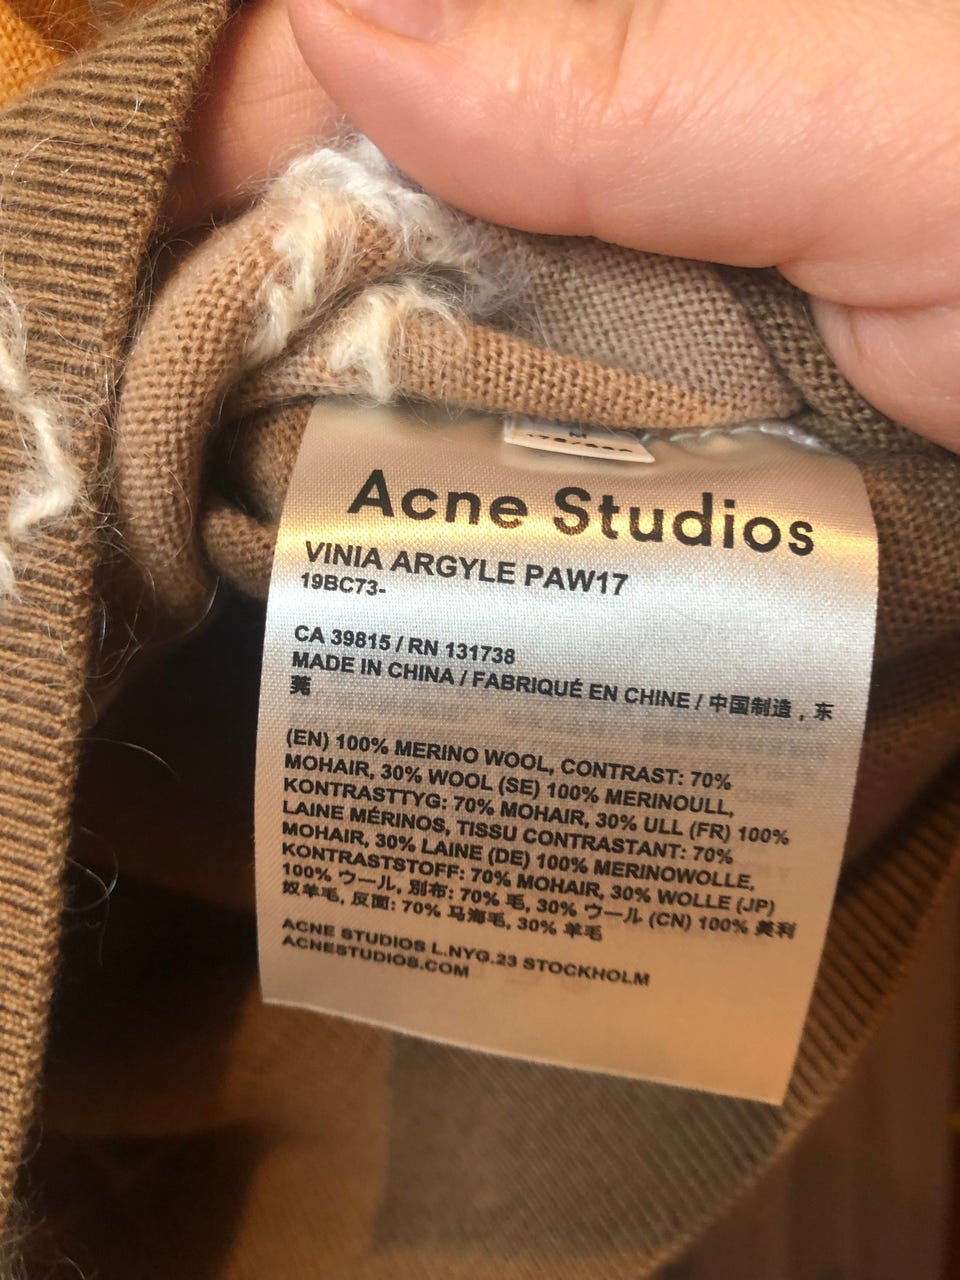 M
Acne Studios
VINIA ARGYLE PAW17
19BC73-
CA 39815 / RN 131738
MADE IN CHINA / FABRIQUÉ EN CHINE / 中国制造，东
莞
(EN) 100% MERINO WOOL, CONTRAST: 70%
MOHAIR, 30% WOOL (SE) 100% MERINOULL,
KONTRASTTYG: 70% MOHAIR, 30% ULL (FR) 100%
LAINE MÉRINOS, TISSU CONTRASTANT: 70%
MOHAIR, 30% LAINE (DE) 100% MERINOWOLLE,
KONTRASTSTOFF: 70% MOHAIR, 30% WOLLE (JP)
100% ウール, 別布: 70% 毛, 30% ウール (CN) 100% 美利
奴羊毛, 反面: 70% 马海毛, 30% 羊毛
ACNE STUDIOS L.NYG.23 STOCKHOLM
ACNESTUDIOS.COM